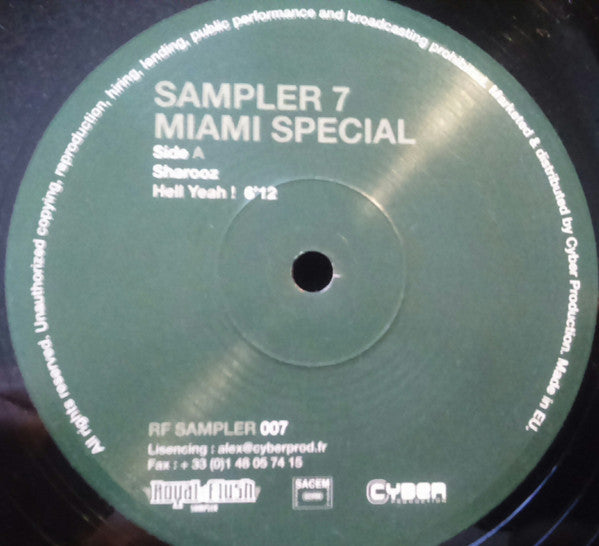 All rights reserved. Unauthorized copying, reproduction, hiring, lending, public performance and broadcasting prohibited. Marketed & distributed by Cyber Production. Made in EU.
SAMPLER 7
MIAMI SPECIAL
Side A
Sharooz
Hell Yeah ! 6'12
RF SAMPLER 007
Lisencing : alex@cyberprod.fr
Fax : + 33 (0)1 48 05 74 15
Royal Flush
SACEM
CYBER
PRODUCTION